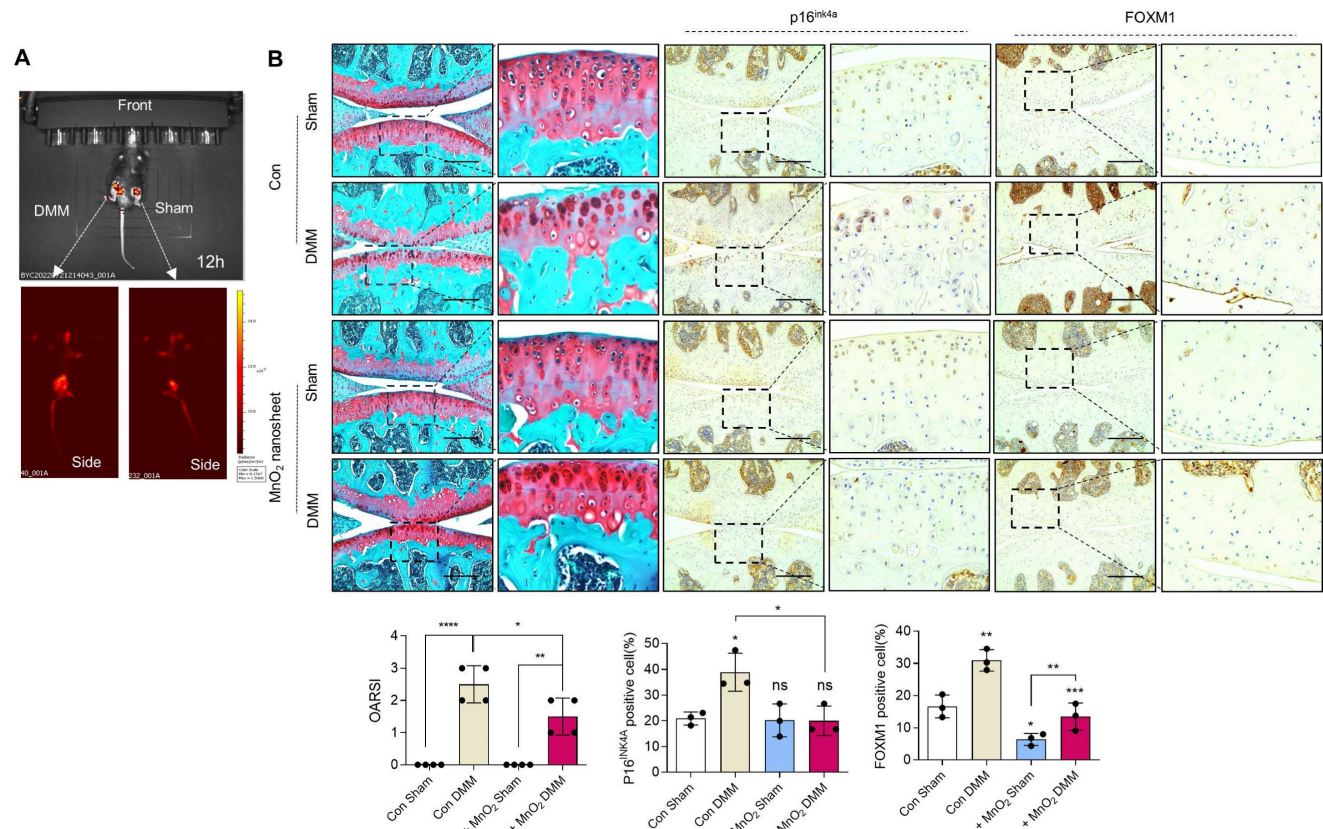 A
Front
DMM
Sham
12h
Side
Side
40_001A
232_001A
B
p16ink4a
FOXM1
Con
Sham
DMM
MnO2 nanosheet
Sham
DMM
OARSI
4
3
2
1
0
****
*
**
Con Sham
Con DMM
+ MnO2 Sham
+ MnO2 DMM
P16INK4A positive cell(%)
50
40
30
20
10
0
*
*
ns
ns
Con Sham
Con DMM
MnO2 Sham
MnO2 DMM
FOXM1 positive cell(%)
40
30
20
10
0
**
**
*
***
Con Sham
Con DMM
+ MnO2 Sham
+ MnO2 DMM